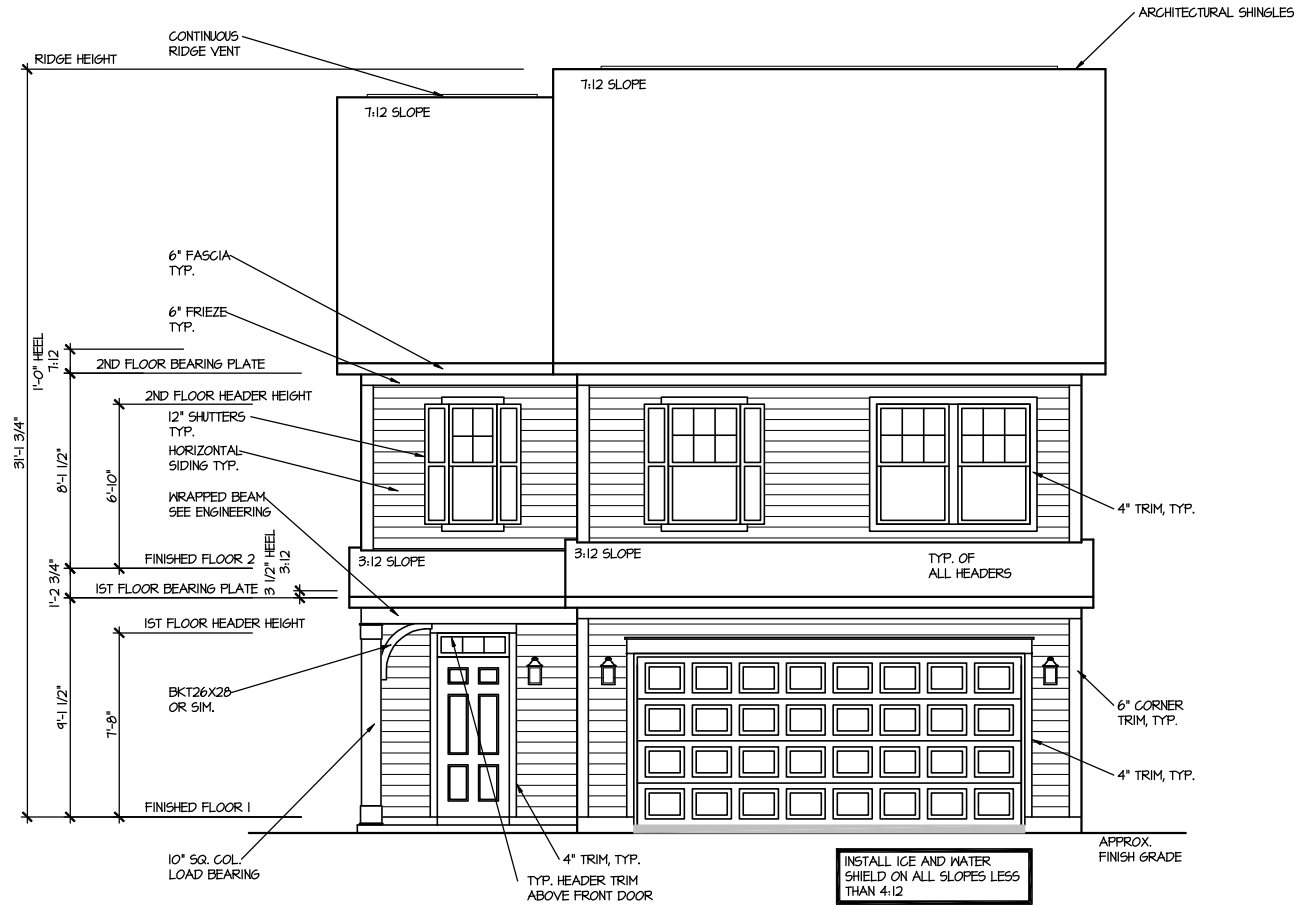 ARCHITECTURAL SHINGLES
CONTINUOUS
RIDGE VENT
RIDGE HEIGHT
7:12 SLOPE
7:12 SLOPE
6" FASCIA
TYP.
6" FRIEZE
TYP.
1'-0" HEEL
7:12
2ND FLOOR BEARING PLATE
2ND FLOOR HEADER HEIGHT
12" SHUTTERS
TYP.
HORIZONTAL
SIDING TYP.
31'-1 3/4"
8'-1 1/2"
6'-10"
WRAPPED BEAM
SEE ENGINEERING
4" TRIM, TYP.
FINISHED FLOOR 2
3 1/2" HEEL
3:12
3:12 SLOPE
3:12 SLOPE
TYP. OF
ALL HEADERS
1'-2 3/4"
1ST FLOOR BEARING PLATE
1ST FLOOR HEADER HEIGHT
BKT26X28
OR SIM.
9'-1 1/2"
7'-8"
6" CORNER
TRIM, TYP.
4" TRIM, TYP.
FINISHED FLOOR 1
APPROX.
FINISH GRADE
10" SQ. COL.
LOAD BEARING
4" TRIM, TYP.
TYP. HEADER TRIM
ABOVE FRONT DOOR
INSTALL ICE AND WATER
SHIELD ON ALL SLOPES LESS
THAN 4:12